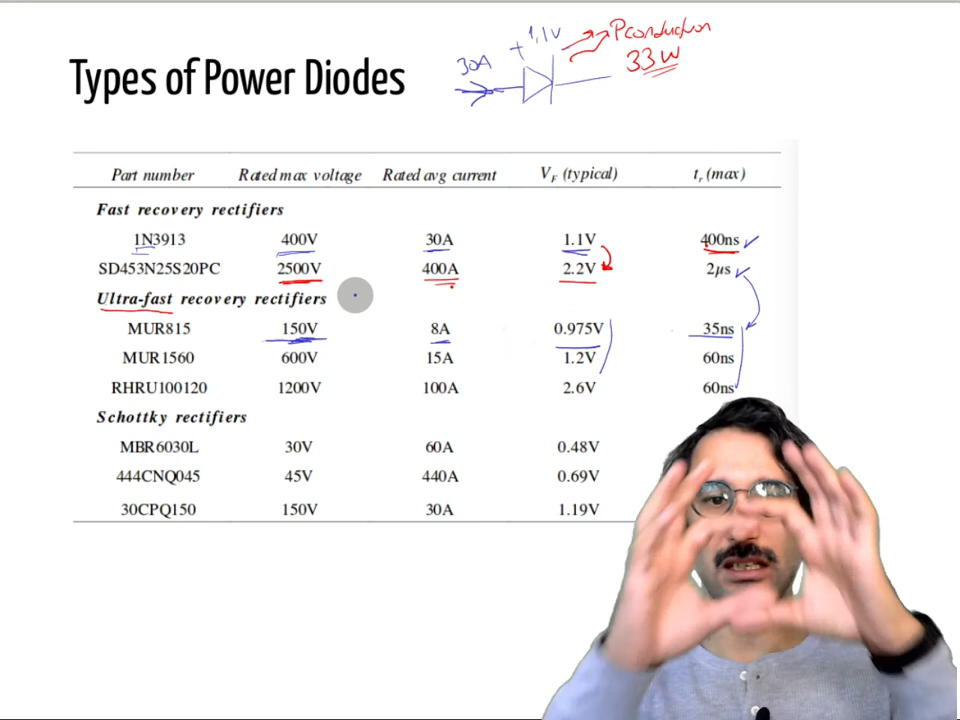 30A + 1,1V Pconduction
33W
Types of Power Diodes
Part number Rated max voltage Rated avg current VF (typical) tr (max)
Fast recovery rectifiers
1N3913 400V 30A 1.1V 400ns
SD453N25S20PC 2500V 400A 2.2V 2µs
Ultra-fast recovery rectifiers
MUR815 150V 8A 0.975V 35ns
MUR1560 600V 15A 1.2V 60ns
RHRU100120 1200V 100A 2.6V 60ns
Schottky rectifiers
MBR6030L 30V 60A 0.48V
444CNQ045 45V 440A 0.69V
30CPQ150 150V 30A 1.19V